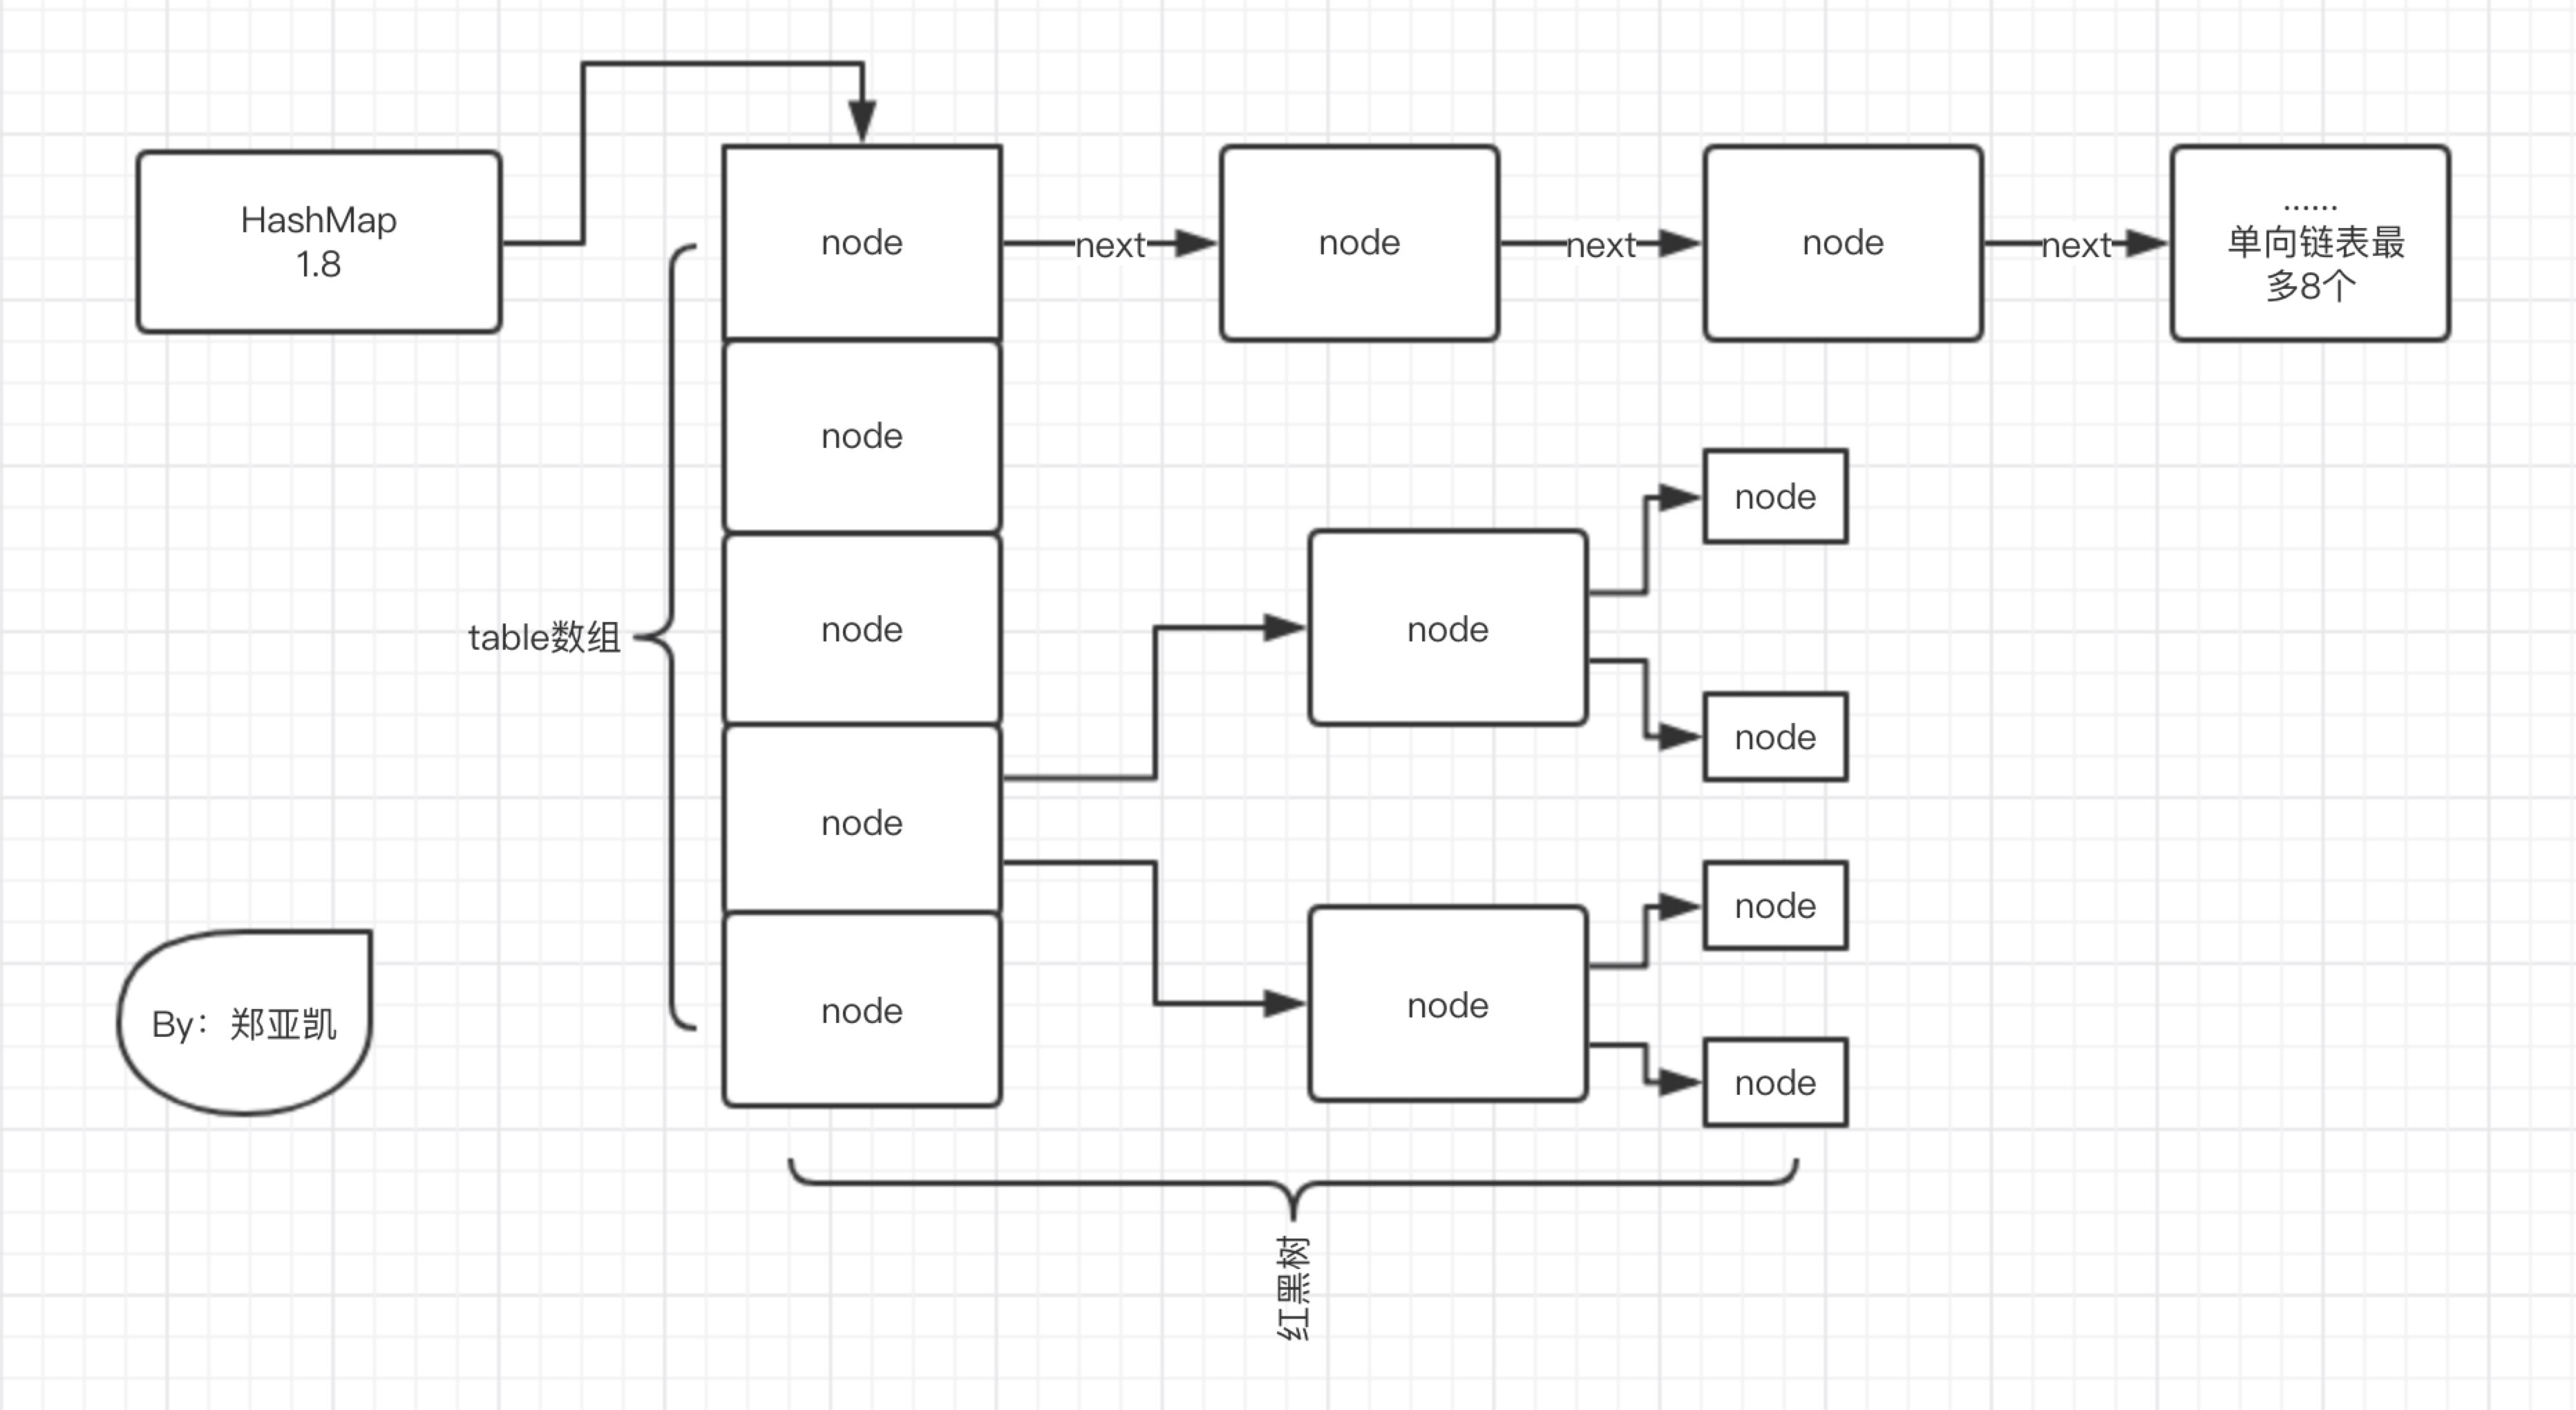 HashMap
1.8
node
next
node
next
node
next
......
单向链表最
多8个
node
node
node
node
table数组
node
node
node
node
node
node
node
By：郑亚凯
红黑树